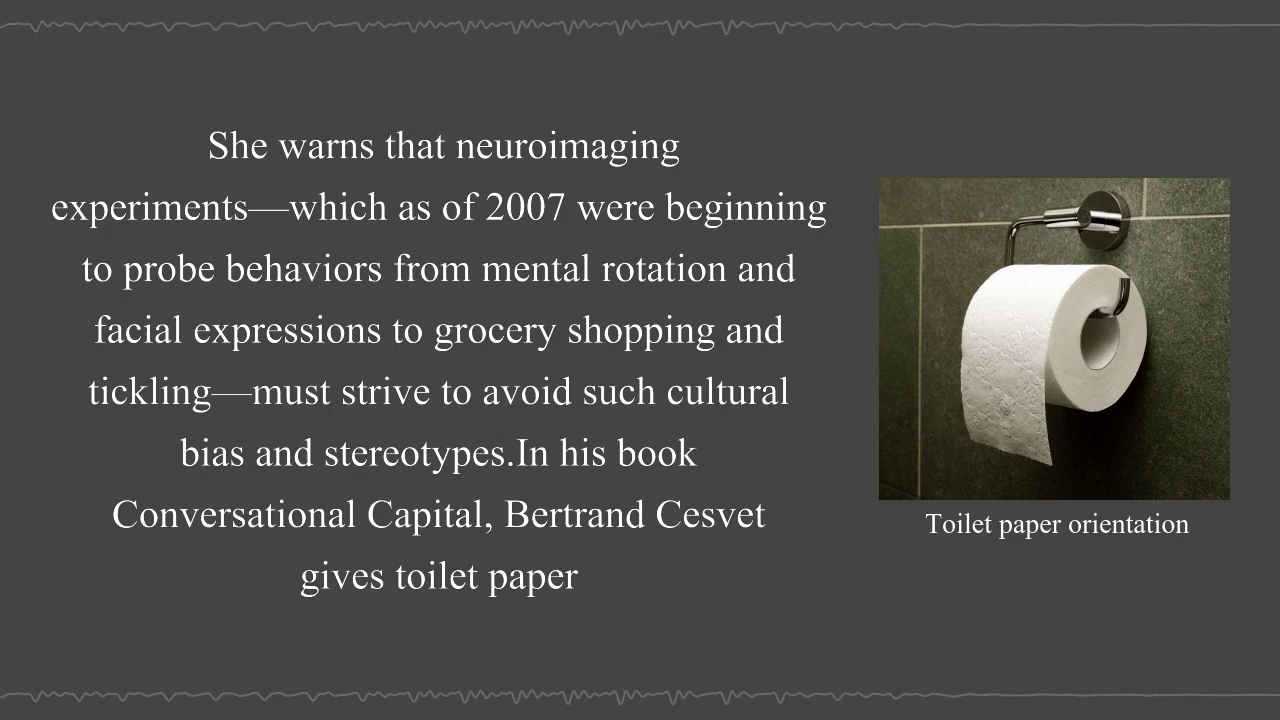 She warns that neuroimaging
experiments—which as of 2007 were beginning
to probe behaviors from mental rotation and
facial expressions to grocery shopping and
tickling—must strive to avoid such cultural
bias and stereotypes.In his book
Conversational Capital, Bertrand Cesvet
gives toilet paper
Toilet paper orientation